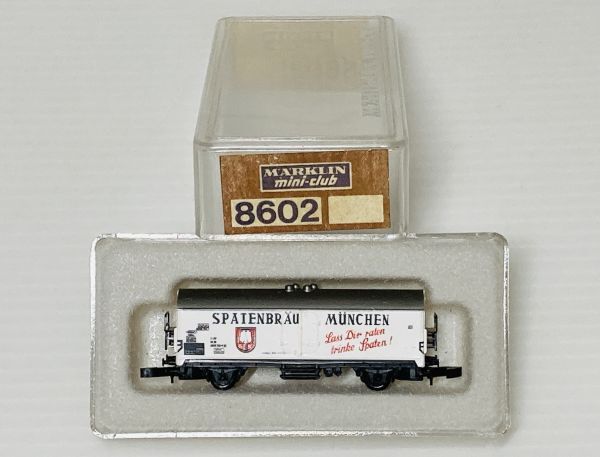 MÄRKLIN
mini-club
8602
SPATENBRÄU MÜNCHEN
Lass Dir raten
trinke Spaten!